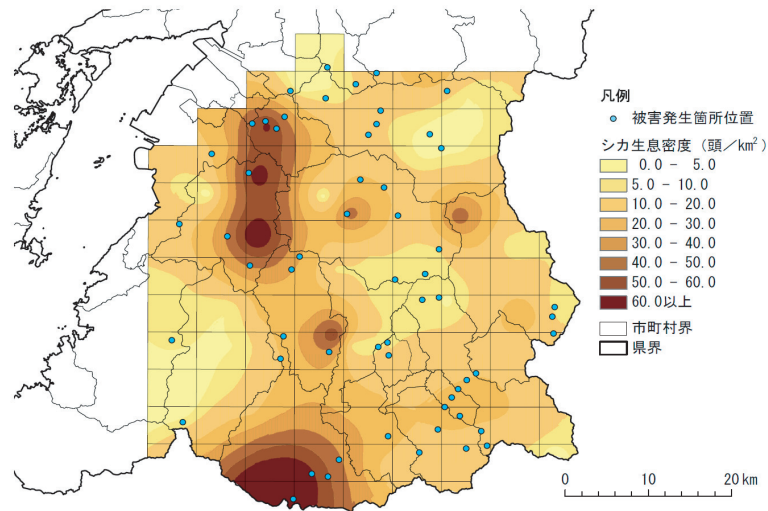 凡例
被害発生箇所位置
シカ生息密度(頭/km²)
0.0 - 5.0
5.0 - 10.0
10.0 - 20.0
20.0 - 30.0
30.0 - 40.0
40.0 - 50.0
50.0 - 60.0
60.0以上
市町村界
県界
0 10 20 km